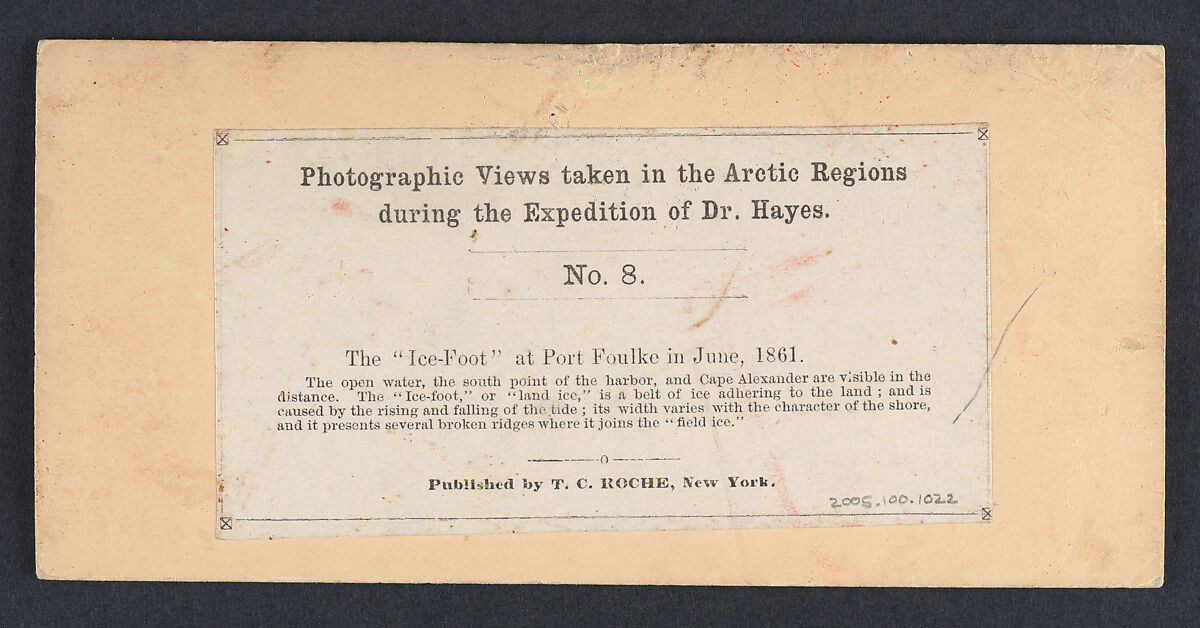 Photographic Views taken in the Arctic Regions
during the Expedition of Dr. Hayes.
No. 8.
The "Ice-Foot" at Port Foulke in June, 1861.
The open water, the south point of the harbor, and Cape Alexander are visible in the
distance. The "Ice-foot," or "land ice," is a belt of ice adhering to the land; and is
caused by the rising and falling of the tide; its width varies with the character of the shore,
and it presents several broken ridges where it joins the "field ice."
Published by T. C. ROCHE, New York.
2005.100.1022